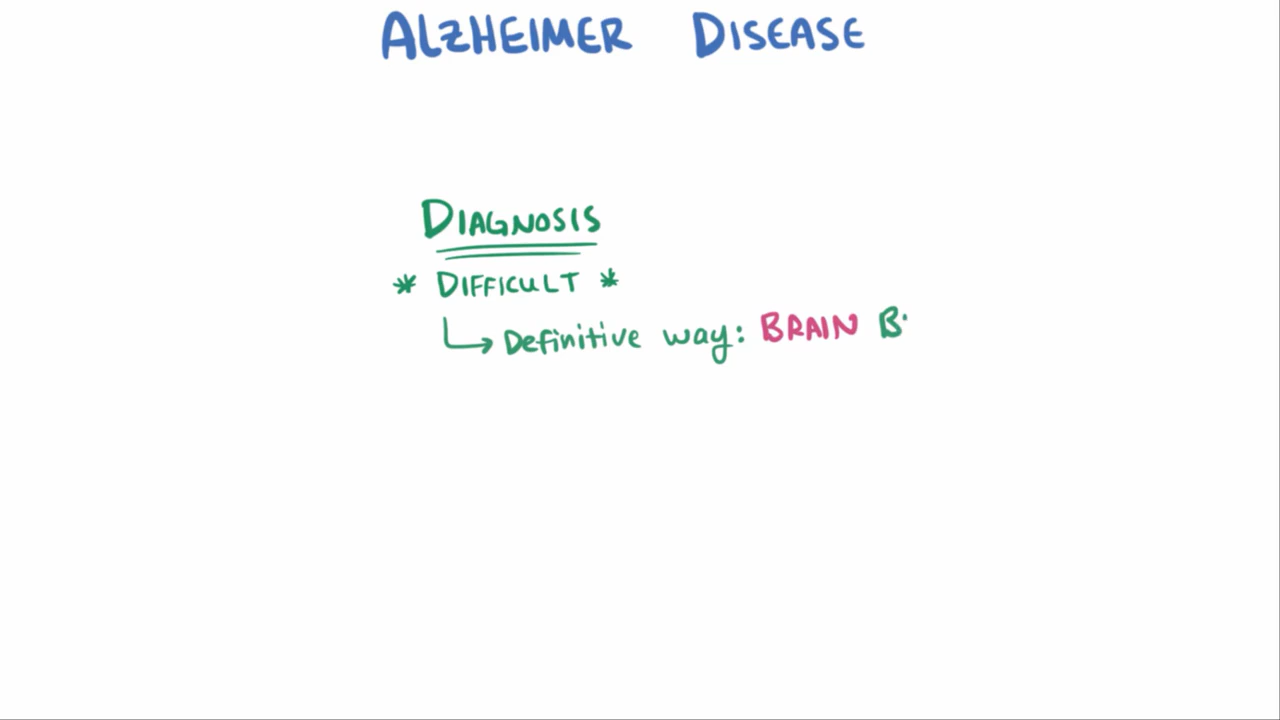 ALZHEIMER DISEASE
DIAGNOSIS
* DIFFICULT *
↳ Definitive way: BRAIN B